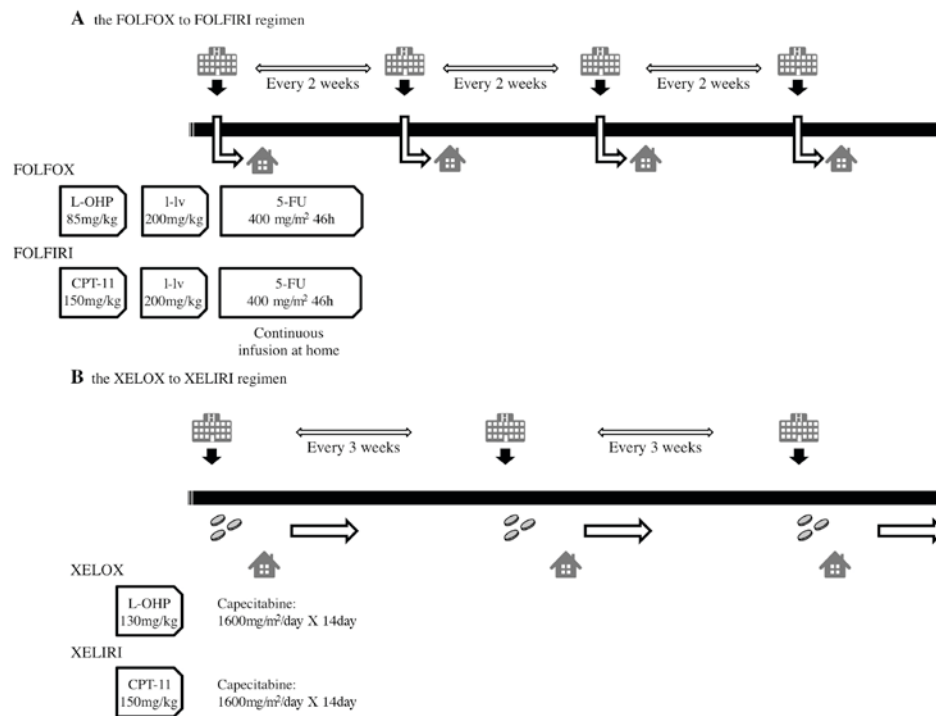 A the FOLFOX to FOLFIRI regimen
H H H H
Every 2 weeks Every 2 weeks Every 2 weeks
FOLFOX
L-OHP
85mg/kg
l-lv
200mg/kg
5-FU
400 mg/m² 46h
FOLFIRI
CPT-11
150mg/kg
l-lv
200mg/kg
5-FU
400 mg/m² 46h
Continuous
infusion at home
B the XELOX to XELIRI regimen
H H H
Every 3 weeks Every 3 weeks
XELOX
L-OHP
130mg/kg
Capecitabine:
1600mg/m²/day X 14day
XELIRI
CPT-11
150mg/kg
Capecitabine:
1600mg/m²/day X 14day